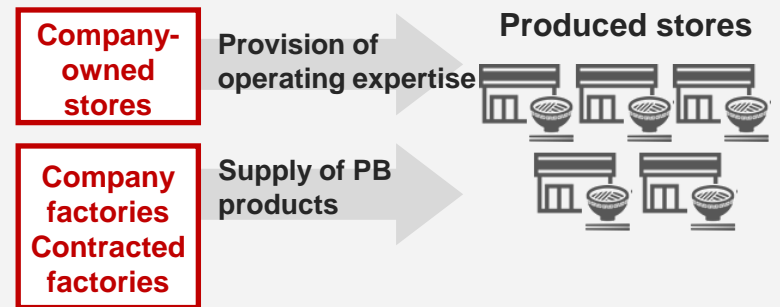 Company-
owned
stores
Provision of
operating expertise
Produced stores
Company
factories
Contracted
factories
Supply of PB
products